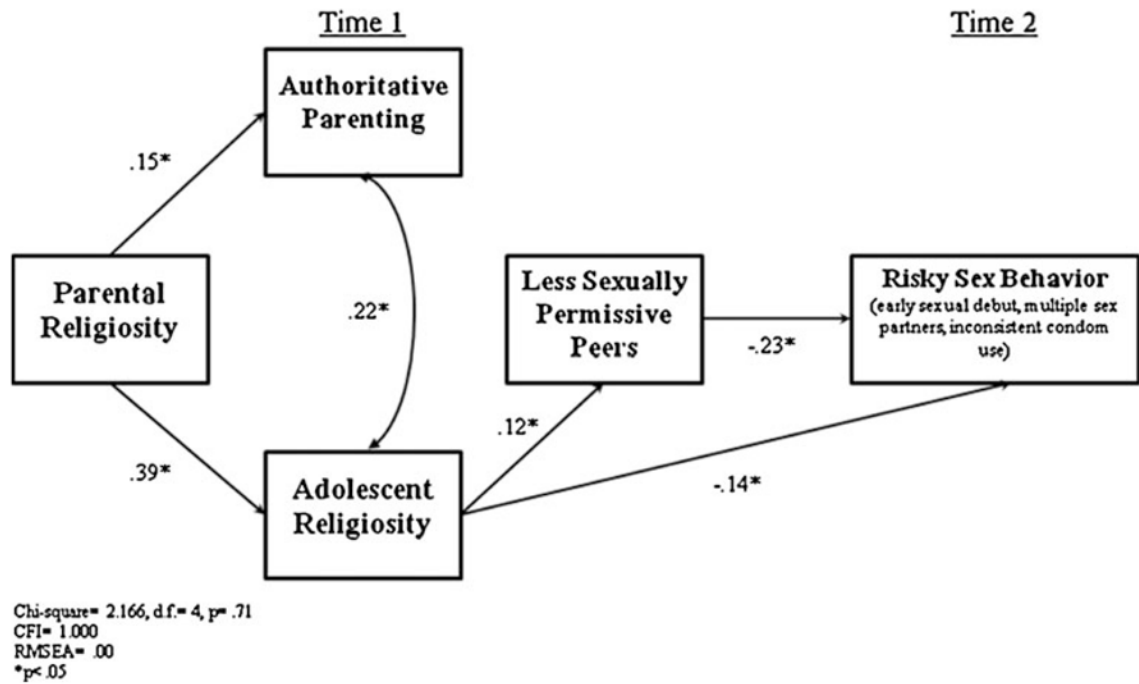 Time 1
Time 2
Authoritative
Parenting
.15*
Parental
Religiosity
.22*
Less Sexually
Permissive
Peers
-.23*
Risky Sex Behavior
(early sexual debut, multiple sex
partners, inconsistent condom
use)
.39*
.12*
-.14*
Adolescent
Religiosity
Chi-square= 2.166, d.f.= 4, p= .71
CFI= 1.000
RMSEA= .00
*p< .05